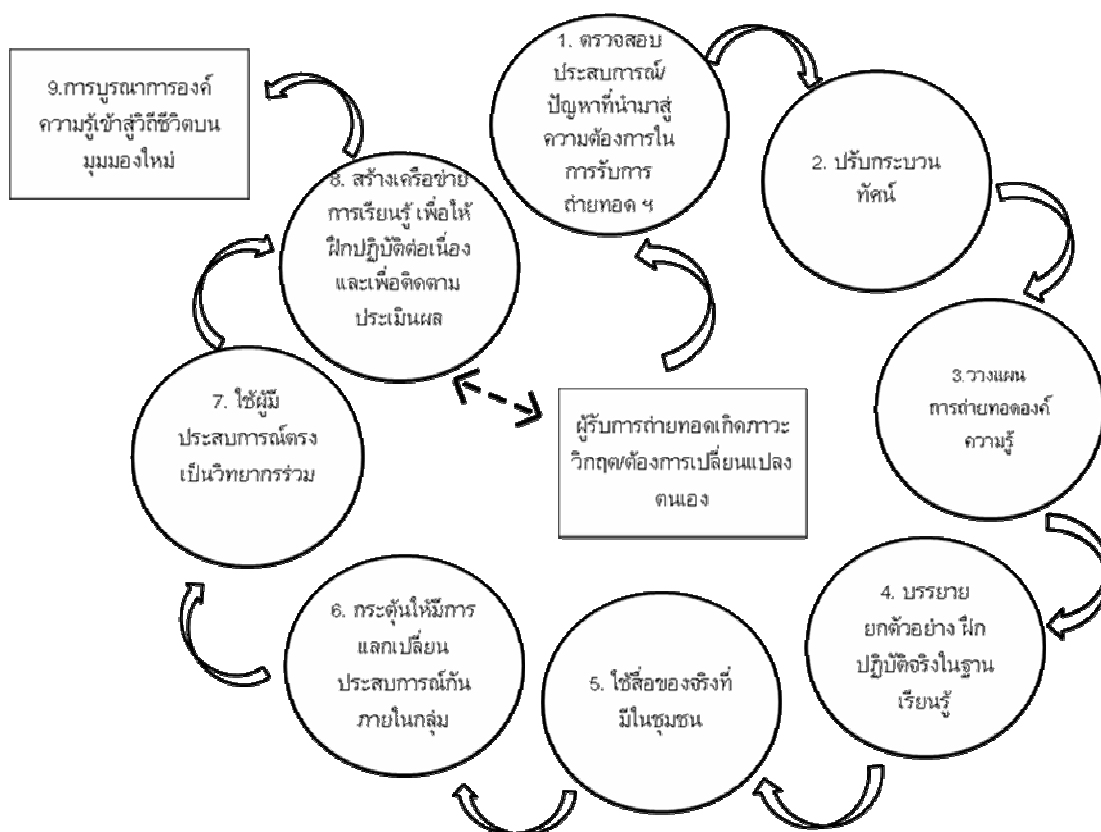 1. ตรวจสอบ
ประสบการณ์/
ปัญหาที่นำมาสู่
ความต้องการใน
การรับการ
ถ่ายทอด ฯ
2. ปรับกระบวน
ทัศน์
3.วางแผน
การถ่ายทอดองค์
ความรู้
4. บรรยาย
ยกตัวอย่าง ฝึก
ปฏิบัติจริงในฐาน
เรียนรู้
5. ใช้สื่อของจริงที่
มีในชุมชน
6. กระตุ้นให้มีการ
แลกเปลี่ยน
ประสบการณ์กัน
ภายในกลุ่ม
7. ใช้ผู้มี
ประสบการณ์ตรง
เป็นวิทยากรร่วม
8. สร้างเครือข่าย
การเรียนรู้ เพื่อให้
ฝึกปฏิบัติต่อเนื่อง
และเพื่อติดตาม
ประเมินผล
9.การบูรณาการองค์
ความรู้เข้าสู่วิถีชีวิตบน
มุมมองใหม่
ผู้รับการถ่ายทอดเกิดภาวะ
วิกฤต/ต้องการเปลี่ยนแปลง
ตนเอง